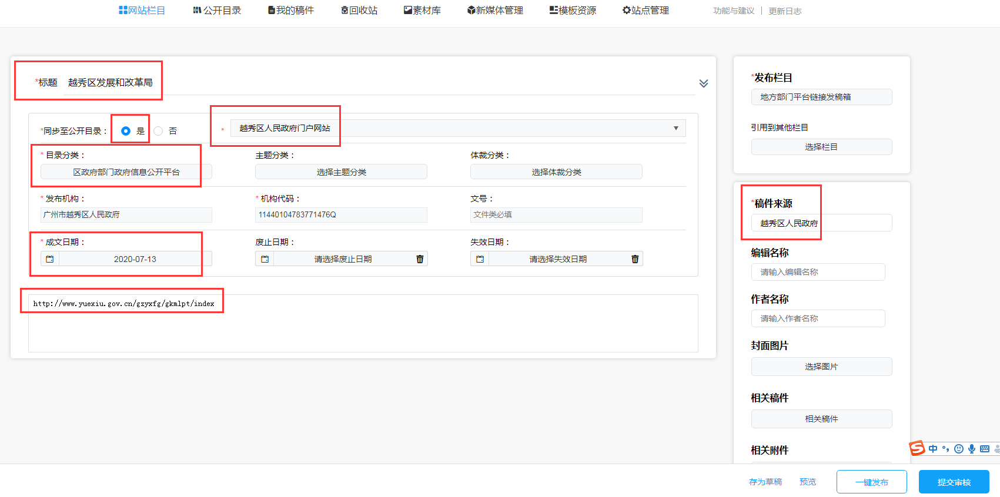 网站栏目 公开目录 我的稿件 回收站 素材库 新媒体管理 模板资源 站点管理 功能与建议 更新日志
*标题 越秀区发展和改革局
*同步至公开目录： 是 否 * 越秀区人民政府门户网站
*目录分类： 主题分类： 体裁分类：
区政府部门政府信息公开平台 选择主题分类 选择体裁分类
*发布机构： *机构代码： 文号：
广州市越秀区人民政府 11440104783771476Q 文件类必填
*成文日期： 废止日期： 失效日期：
2020-07-13 请选择废止日期 请选择失效日期
http://www.yuexiu.gov.cn/gzyxfg/gkmlpt/index
*发布栏目
地方部门平台链接发稿箱
引用到其他栏目
选择栏目
*稿件来源
越秀区人民政府
编辑名称
请输入编辑名称
作者名称
请输入作者名称
封面图片
选择图片
相关稿件
相关稿件
相关附件
S 中
存为草稿 预览 一键发布 提交审核